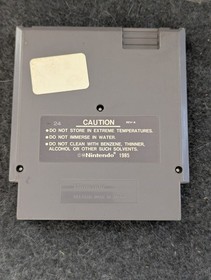 CAUTION
•DO NOT STORE IN EXTREME TEMPERATURES.
•DO NOT IMMERSE IN WATER.
•DO NOT CLEAN WITH BENZENE, THINNER,
ALCOHOL OR OTHER SUCH SOLVENTS.
©Nintendo 1985